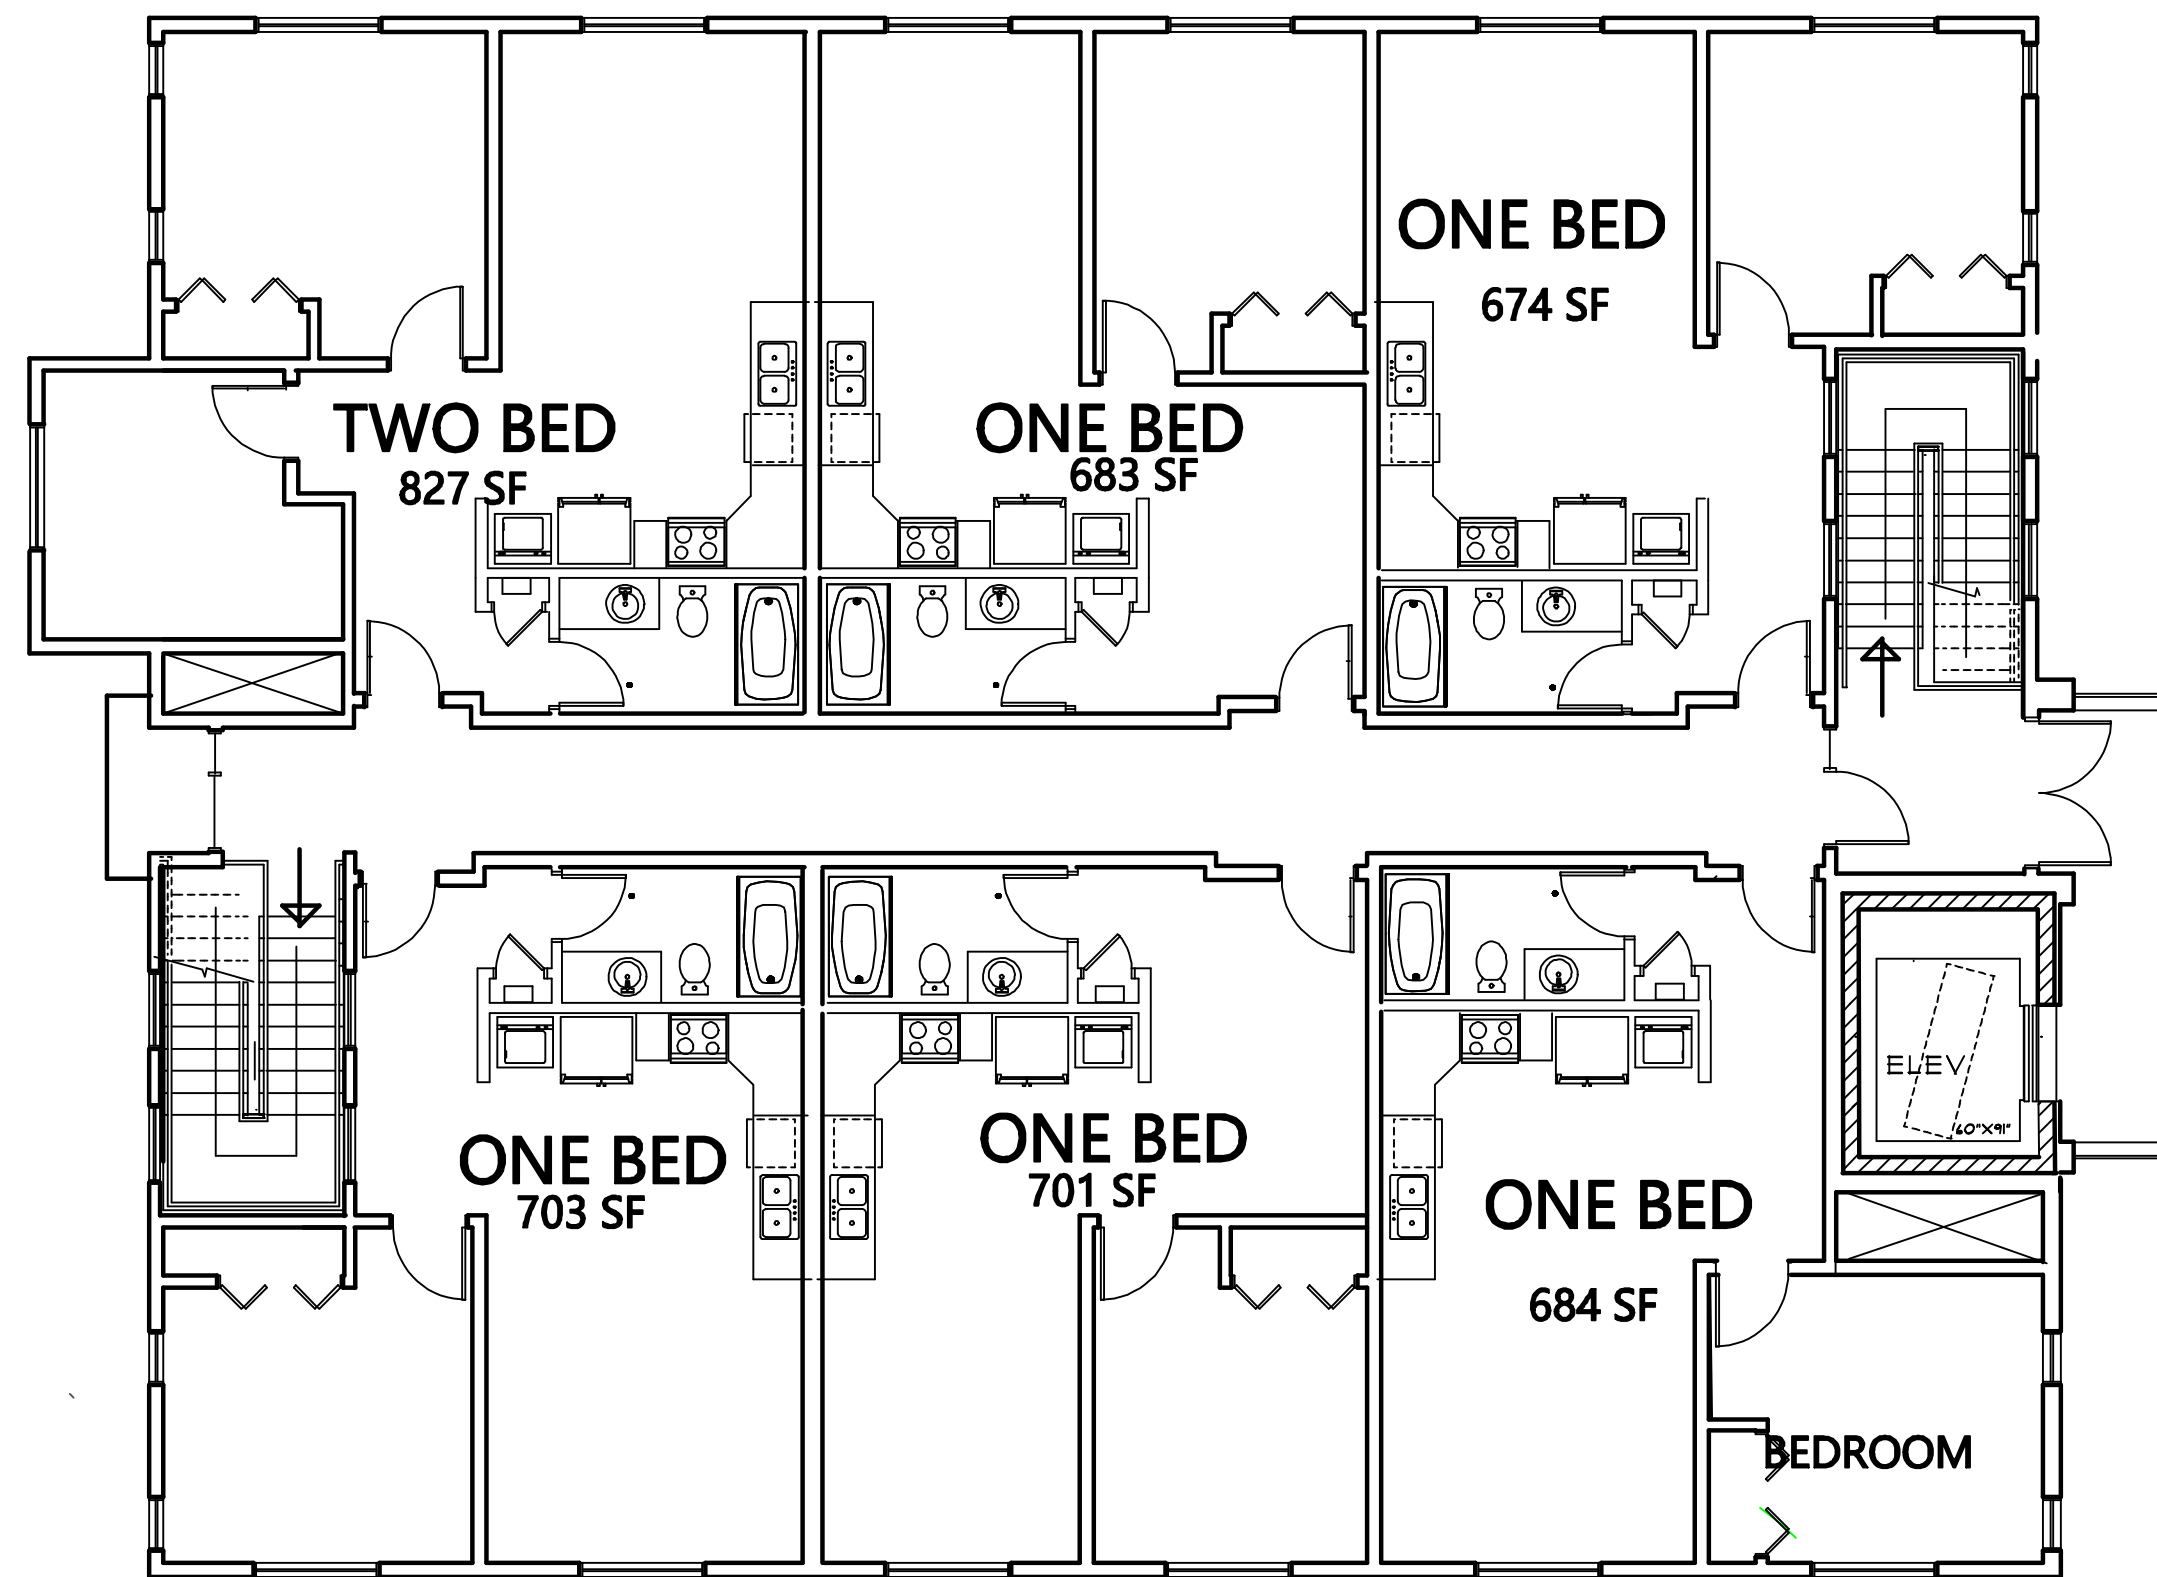 ONE BED
674 SF
TWO BED
827 SF
ONE BED
683 SF
ELEV
60"X91"
ONE BED
703 SF
ONE BED
701 SF
ONE BED
684 SF
BEDROOM